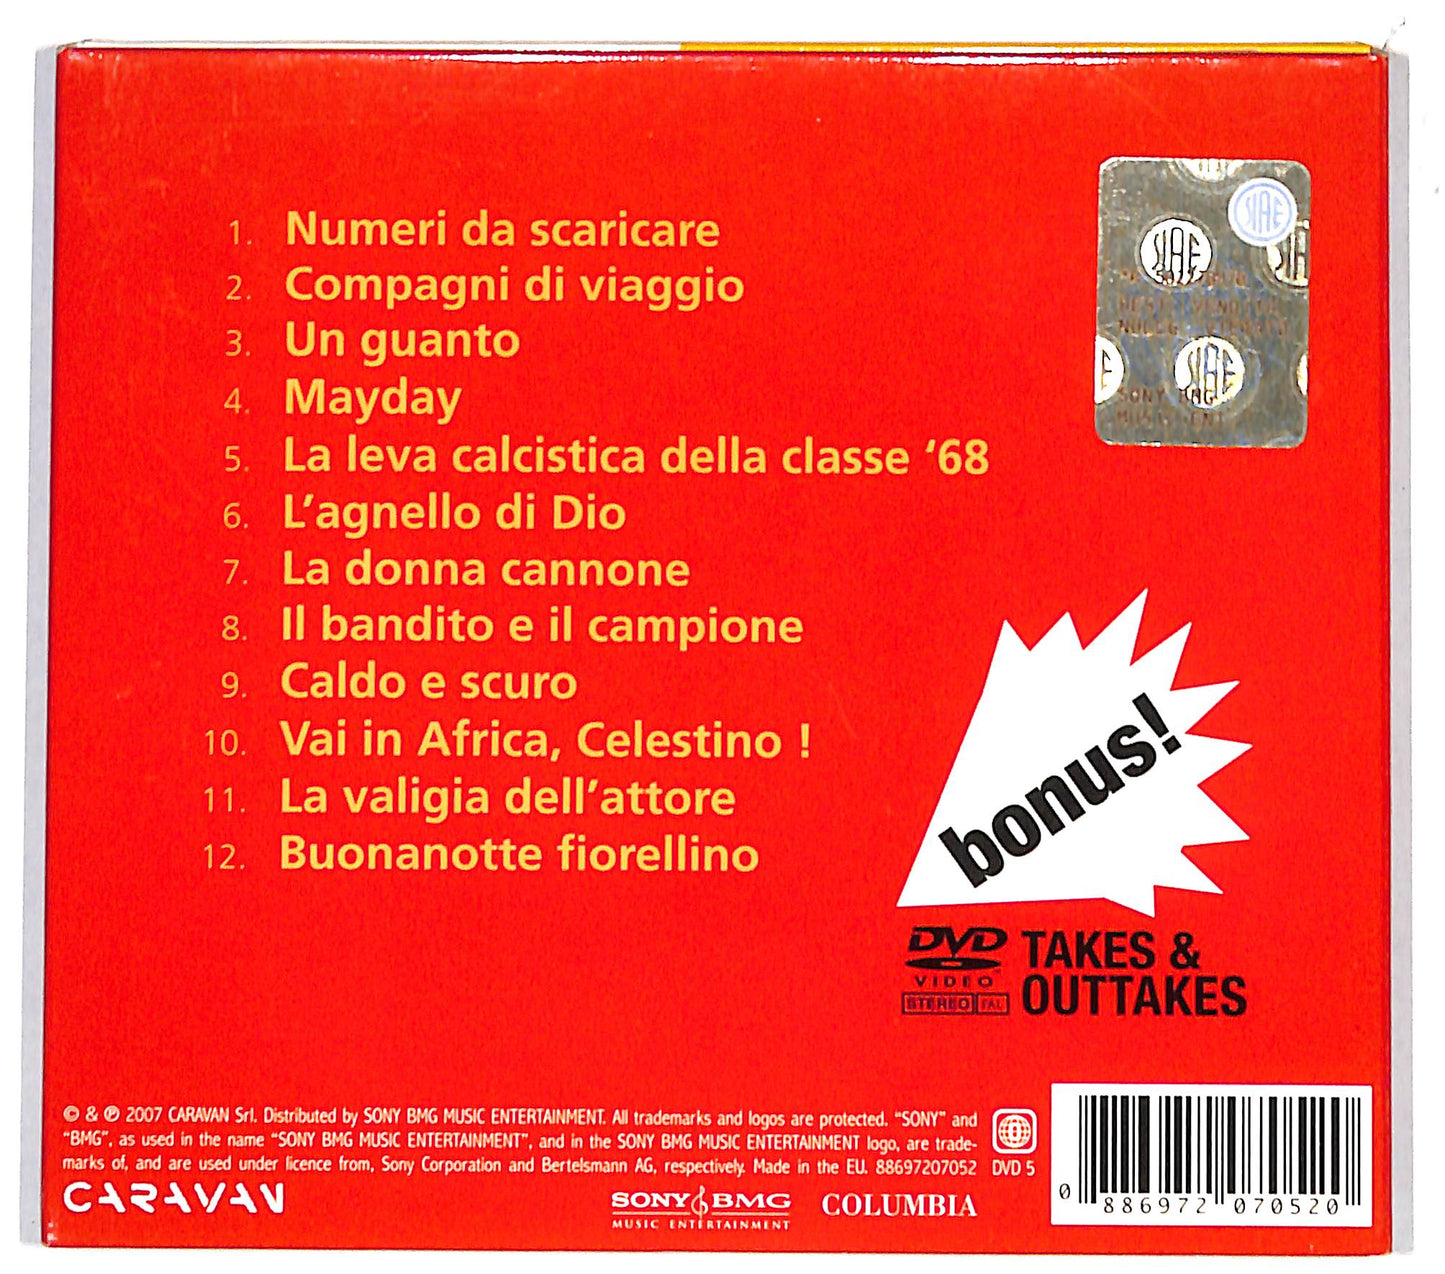 1. Numeri da scaricare
2. Compagni di viaggio
3. Un guanto
4. Mayday
5. La leva calcistica della classe ‘68
6. L’agnello di Dio
7. La donna cannone
8. Il bandito e il campione
9. Caldo e scuro
10. Vai in Africa, Celestino !
11. La valigia dell’attore
12. Buonanotte fiorellino
SIAE
SIAE
SIAE
SONY BMG
bonus!
DVD
VIDEO
STEREO PAL
TAKES &
OUTTAKES
© & ℗ 2007 CARAVAN Srl. Distributed by SONY BMG MUSIC ENTERTAINMENT. All trademarks and logos are protected. “SONY” and
“BMG”, as used in the name “SONY BMG MUSIC ENTERTAINMENT”, and in the SONY BMG MUSIC ENTERTAINMENT logo, are trade-
marks of, and are used under licence from, Sony Corporation and Bertelsmann AG, respectively. Made in the EU. 88697207052
DVD 5
CARAVAN
SONY BMG
MUSIC ENTERTAINMENT
COLUMBIA
0 886972 070520